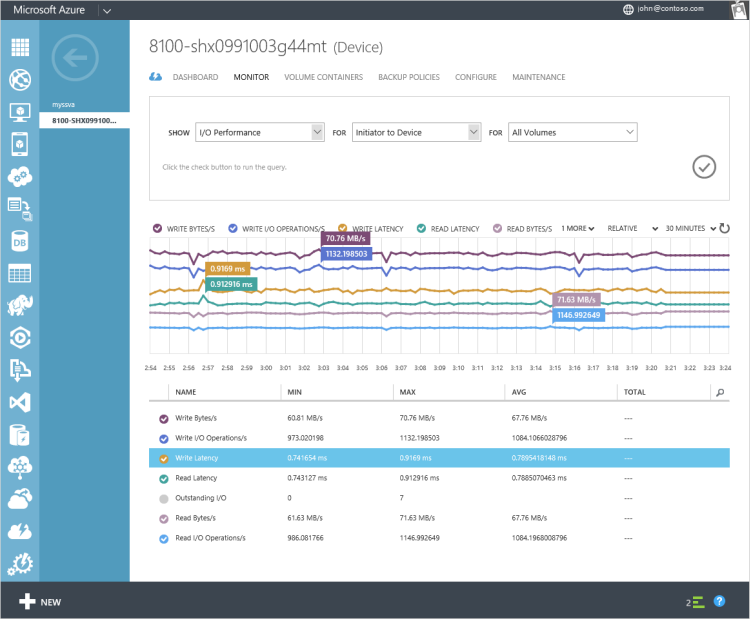 Microsoft Azure
john@contoso.com
8100-shx0991003g44mt (Device)
DASHBOARD MONITOR VOLUME CONTAINERS BACKUP POLICIES CONFIGURE MAINTENANCE
myssva
8100-SHX099100...
SHOW I/O Performance FOR Initiator to Device FOR All Volumes
Click the check button to run the query.
WRITE BYTES/S WRITE I/O OPERATIONS/S WRITE LATENCY READ LATENCY READ BYTES/S 1 MORE RELATIVE 30 MINUTES
70.76 MB/s
1132.198503
0.9169 ms
0.912916 ms
71.63 MB/s
1146.992649
2:54 2:55 2:56 2:57 2:58 2:59 3:00 3:01 3:02 3:03 3:04 3:05 3:06 3:07 3:08 3:09 3:10 3:11 3:12 3:13 3:14 3:15 3:16 3:17 3:18 3:19 3:20 3:21 3:22 3:23 3:24
NAME MIN MAX AVG TOTAL
Write Bytes/s 60.81 MB/s 70.76 MB/s 67.76 MB/s ---
Write I/O Operations/s 973.020198 1132.198503 1084.1066028796 ---
Write Latency 0.741654 ms 0.9169 ms 0.7895418148 ms ---
Read Latency 0.743127 ms 0.912916 ms 0.7885070463 ms ---
Outstanding I/O 0 7 ---
Read Bytes/s 61.63 MB/s 71.63 MB/s 67.76 MB/s ---
Read I/O Operations/s 986.081766 1146.992649 1084.1968008796 ---
DB
NEW
2
?